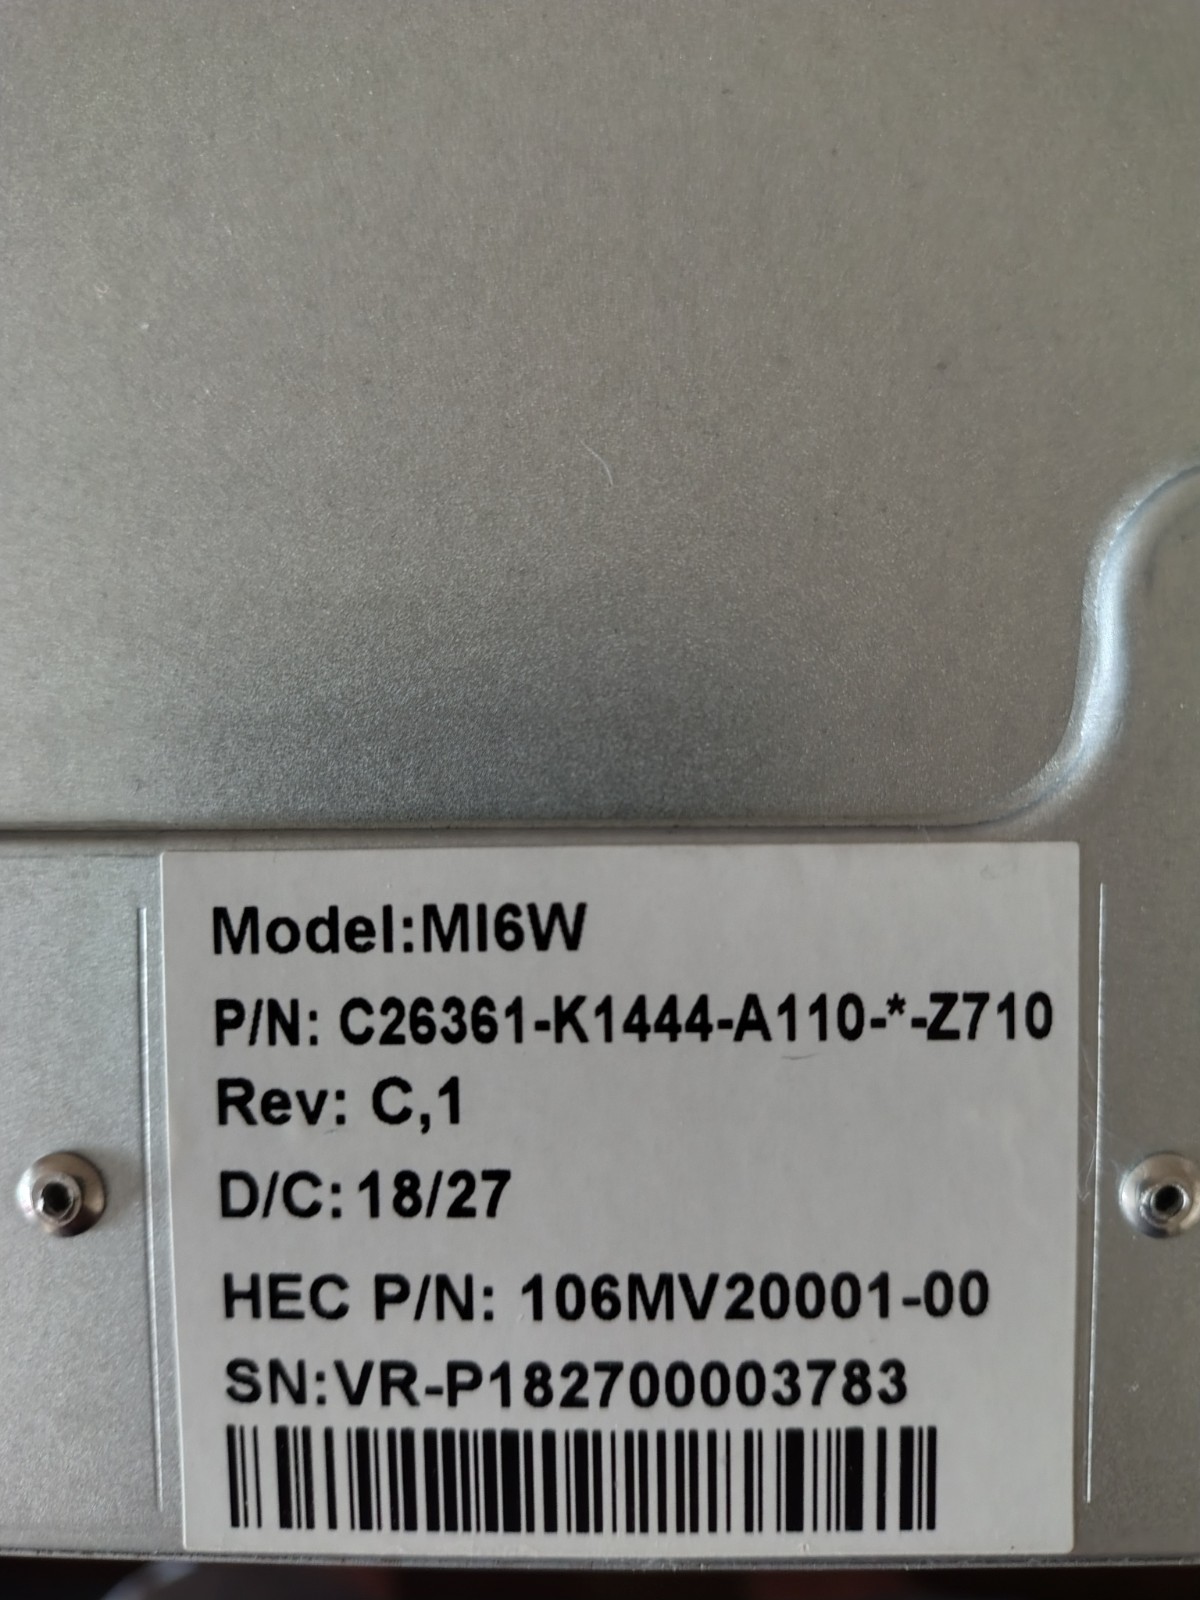 Model:MI6W
P/N: C26361-K1444-A110-*-Z710
Rev: C,1
D/C: 18/27
HEC P/N: 106MV20001-00
SN:VR-P182700003783